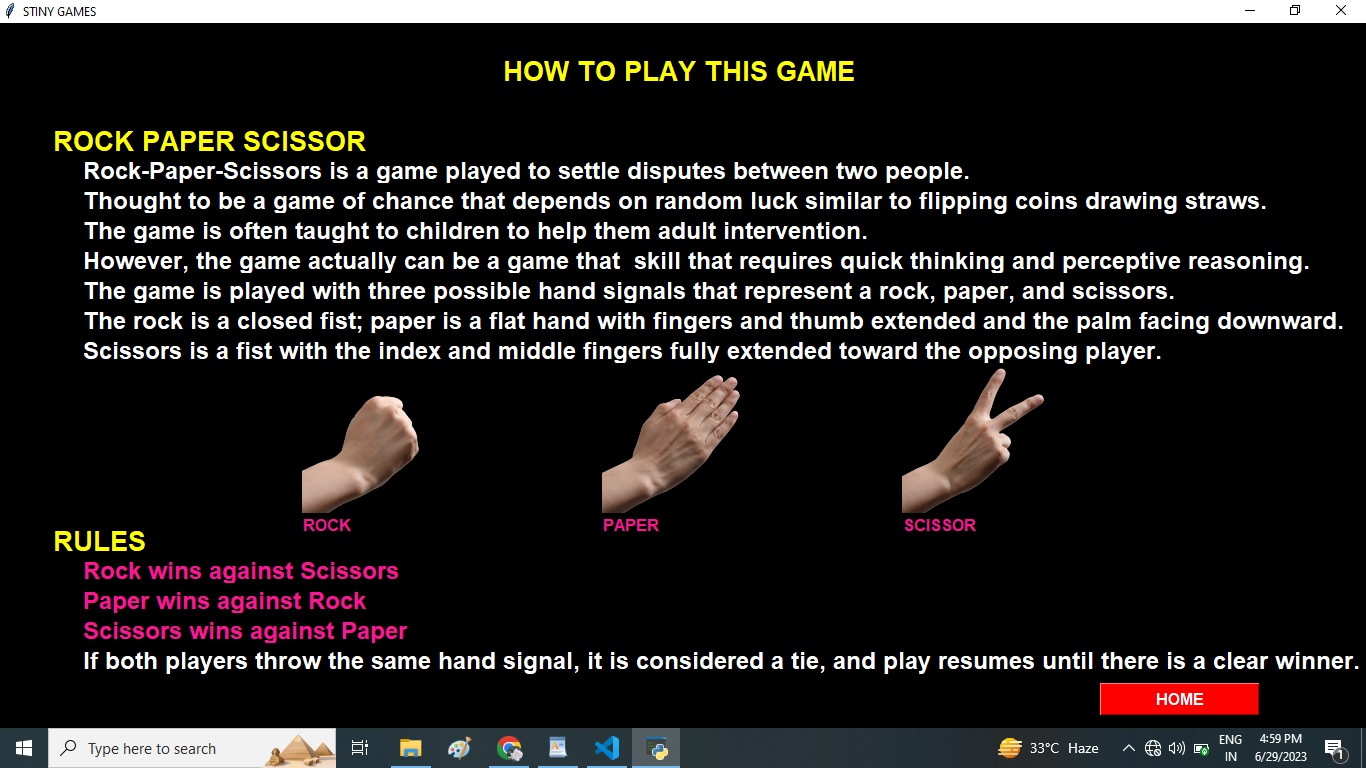 STINY GAMES
HOW TO PLAY THIS GAME
ROCK PAPER SCISSOR
Rock-Paper-Scissors is a game played to settle disputes between two people.
Thought to be a game of chance that depends on random luck similar to flipping coins drawing straws.
The game is often taught to children to help them adult intervention.
However, the game actually can be a game that  skill that requires quick thinking and perceptive reasoning.
The game is played with three possible hand signals that represent a rock, paper, and scissors.
The rock is a closed fist; paper is a flat hand with fingers and thumb extended and the palm facing downward.
Scissors is a fist with the index and middle fingers fully extended toward the opposing player.
ROCK PAPER SCISSOR
RULES
Rock wins against Scissors
Paper wins against Rock
Scissors wins against Paper
If both players throw the same hand signal, it is considered a tie, and play resumes until there is a clear winner.
HOME
Type here to search
33°C Haze
ENG
IN
4:59 PM
6/29/2023
1